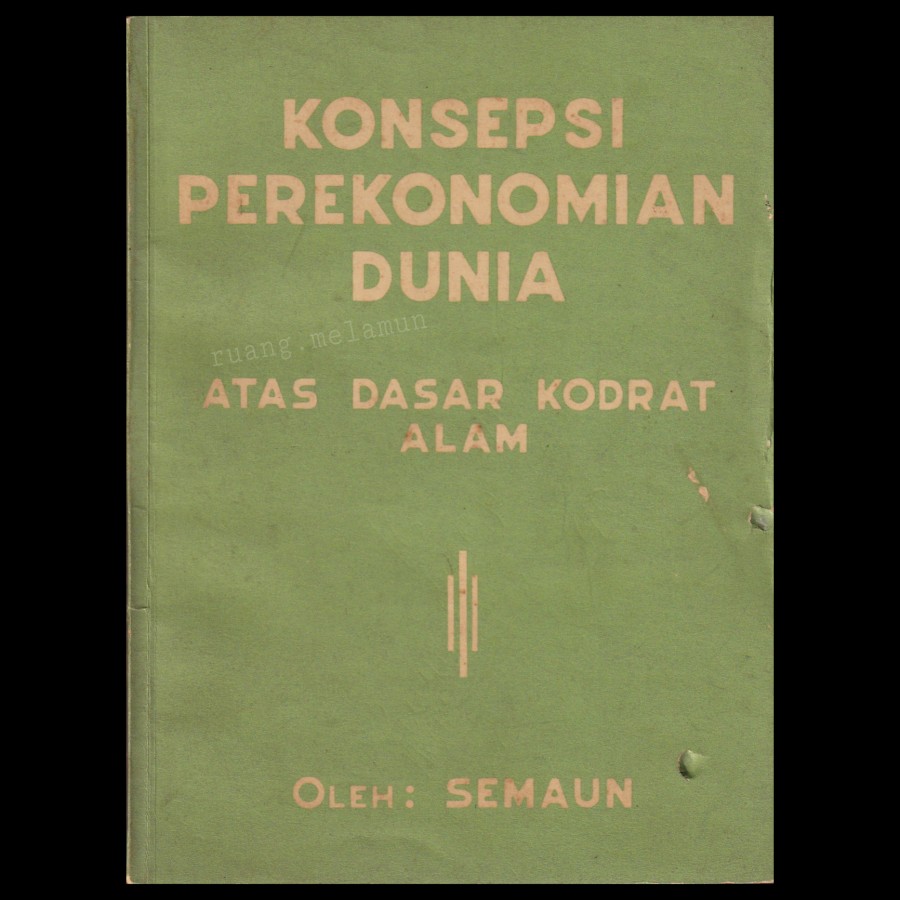 KONSEPSI
PEREKONOMIAN
DUNIA
ruang.melamun
ATAS DASAR KODRAT
ALAM
OLEH: SEMAUN